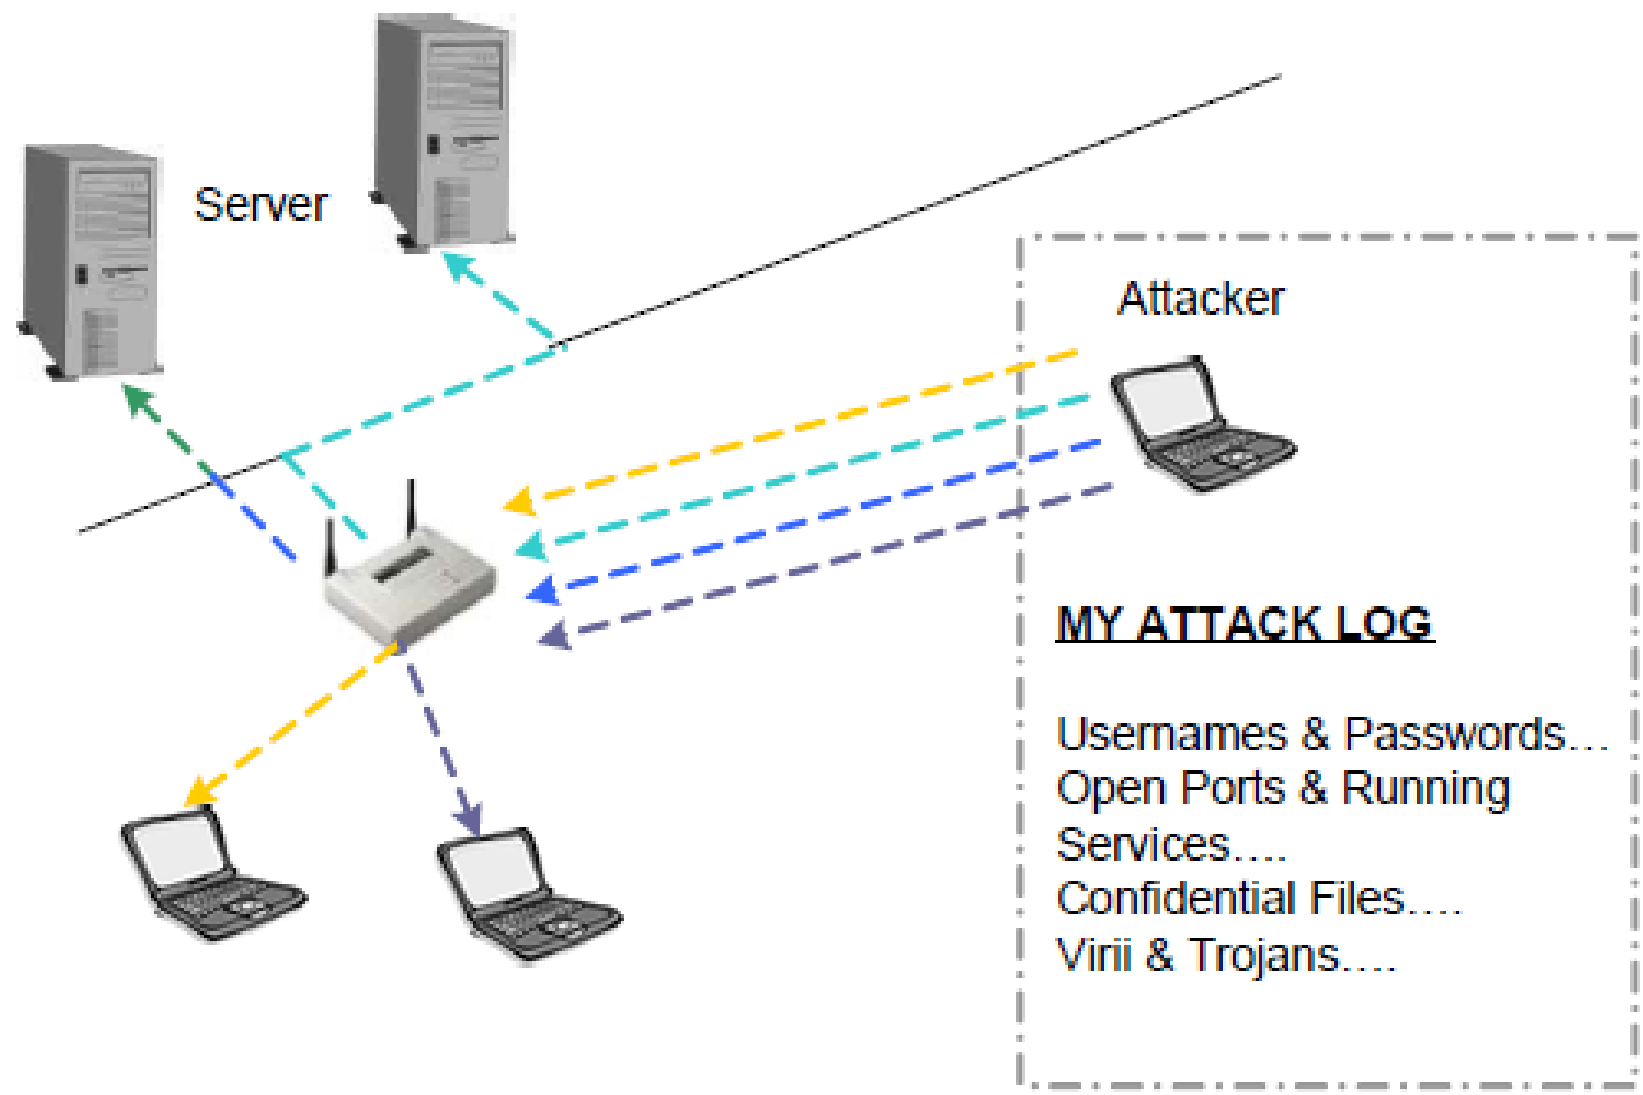 Server
Attacker
MY ATTACK LOG
Usernames & Passwords…
Open Ports & Running
Services….
Confidential Files….
Virii & Trojans….